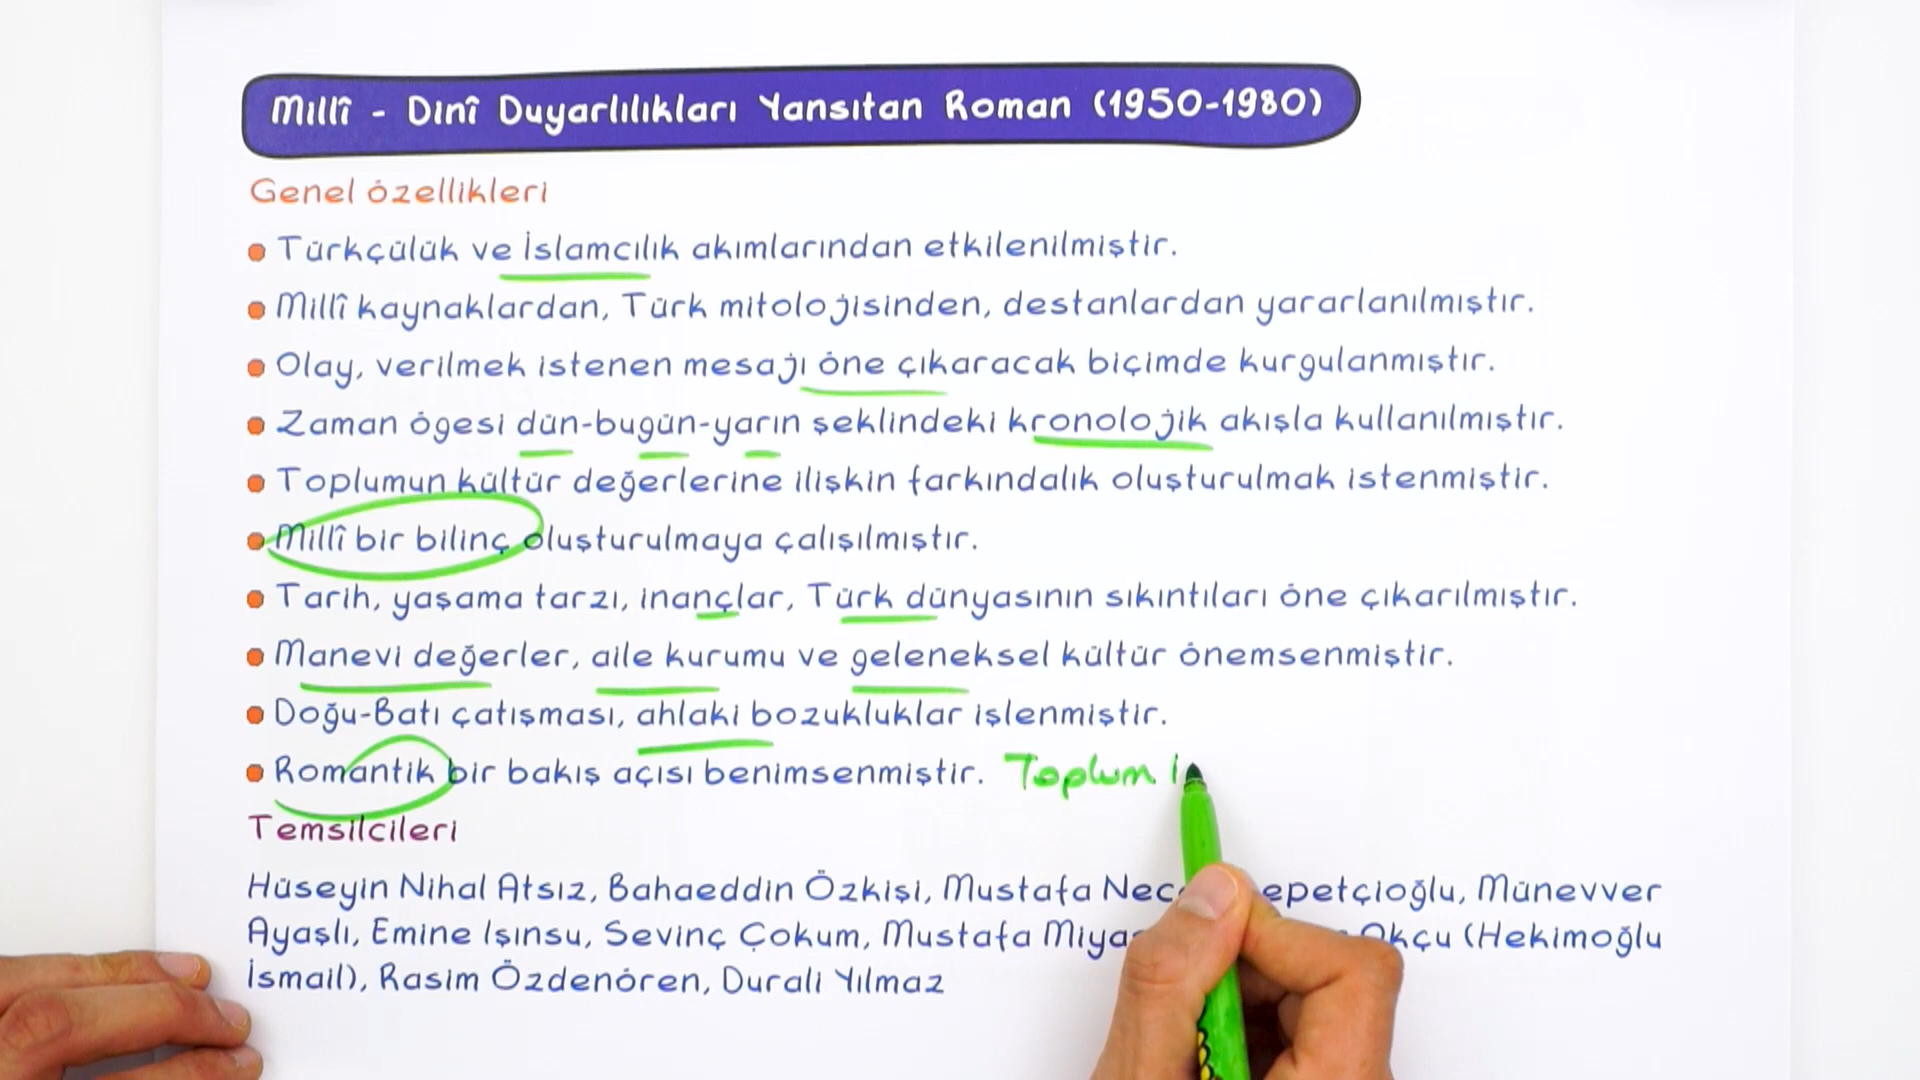 Millî - Dinî Duyarlılıkları Yansıtan Roman (1950-1980)
Genel özellikleri
Türkçülük ve İslamcılık akımlarından etkilenilmiştir.
Millî kaynaklardan, Türk mitolojisinden, destanlardan yararlanılmıştır.
Olay, verilmek istenen mesajı öne çıkaracak biçimde kurgulanmıştır.
Zaman ögesi dün-bugün-yarın şeklindeki kronolojik akışla kullanılmıştır.
Toplumun kültür değerlerine ilişkin farkındalık oluşturulmak istenmiştir.
Millî bir bilinç oluşturulmaya çalışılmıştır.
Tarih, yaşama tarzı, inançlar, Türk dünyasının sıkıntıları öne çıkarılmıştır.
Manevi değerler, aile kurumu ve geleneksel kültür önemsenmiştir.
Doğu-Batı çatışması, ahlaki bozukluklar işlenmiştir.
Romantik bir bakış açısı benimsenmiştir. Toplum
Temsilcileri
Hüseyin Nihal Atsız, Bahaeddin Özkişi, Mustafa Münevver
Ayaşlı, Emine Işınsu, Sevinç Çokum, Mustafa Okçu (Hekimoğlu
İsmail), Rasim Özdenören, Durali Yılmaz